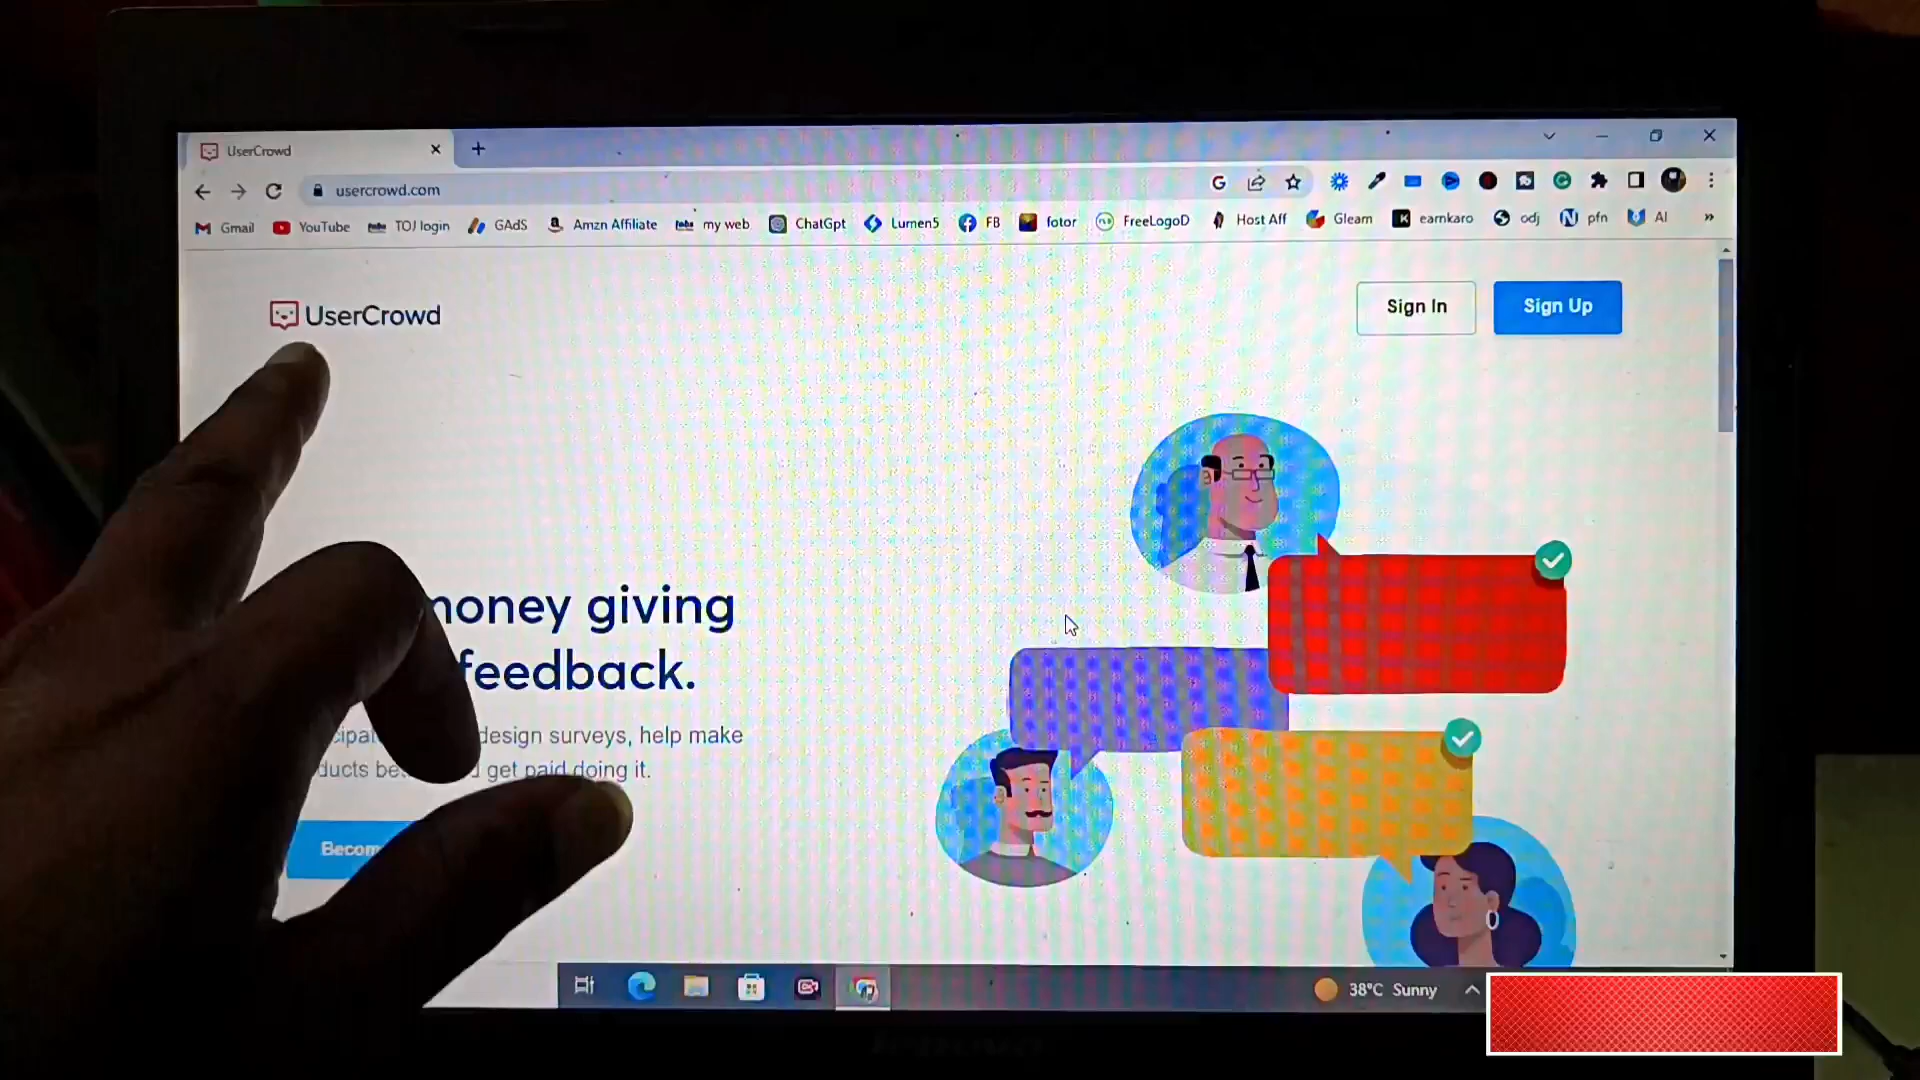 UserCrowd
usercrowd.com
Gmail YouTube TOJ login GAds Amzn Affiliate my web ChatGpt Lumen5 FB fotor FreeLogoD Host Aff Gleam earnkaro odj pfn AI »
UserCrowd
Sign In
Sign Up
money giving
feedback.
design surveys, help make
get paid doing it.
38°C Sunny